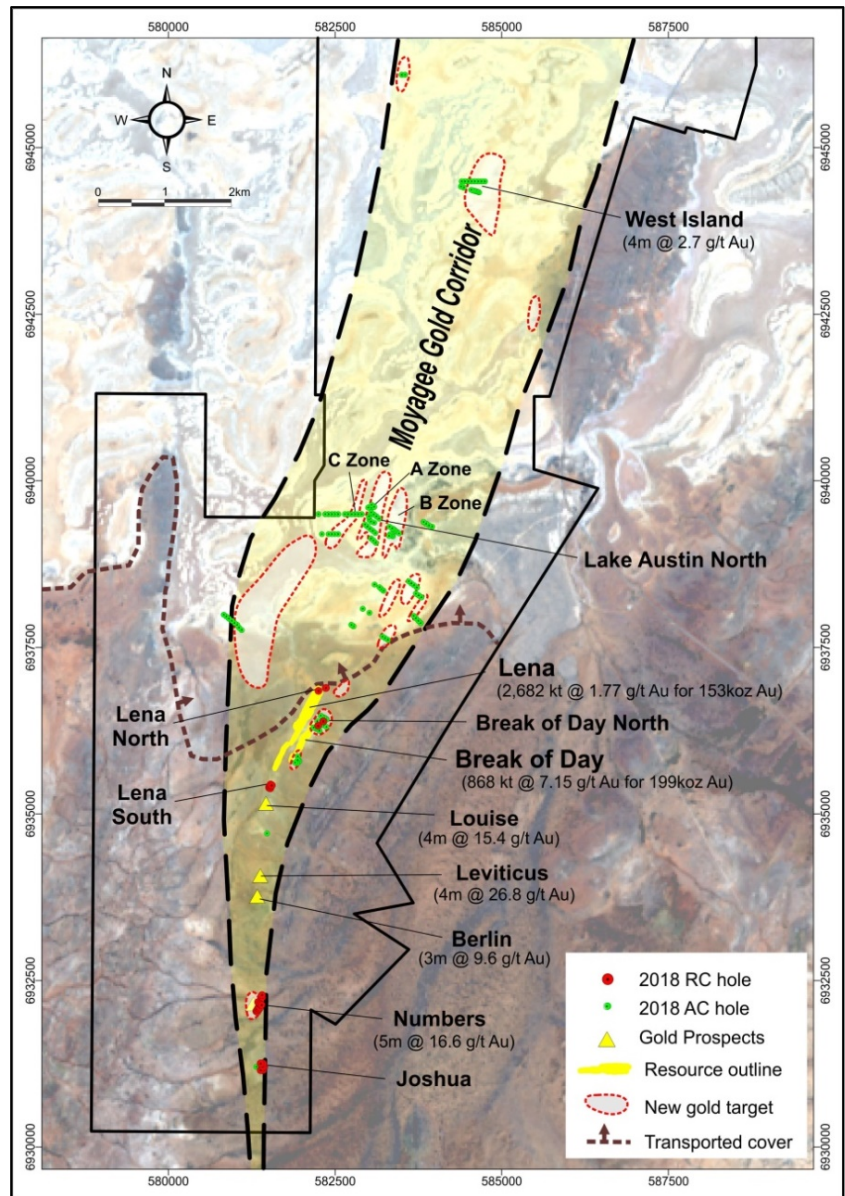 580000
582500
585000
587500
N
W E
S
0 1 2km
6945000
6945000
West Island
(4m @ 2.7 g/t Au)
Moyagee Gold Corridor
6942500
6942500
6940000
6940000
C Zone
A Zone
B Zone
Lake Austin North
6937500
6937500
Lena
(2,682 kt @ 1.77 g/t Au for 153koz Au)
Lena
North
Break of Day North
Break of Day
(868 kt @ 7.15 g/t Au for 199koz Au)
Lena
South
6935000
6935000
Louise
(4m @ 15.4 g/t Au)
Leviticus
(4m @ 26.8 g/t Au)
Berlin
(3m @ 9.6 g/t Au)
6932500
6932500
Numbers
(5m @ 16.6 g/t Au)
Joshua
6930000
6930000
2018 RC hole
2018 AC hole
Gold Prospects
Resource outline
New gold target
Transported cover
580000
582500
585000
587500